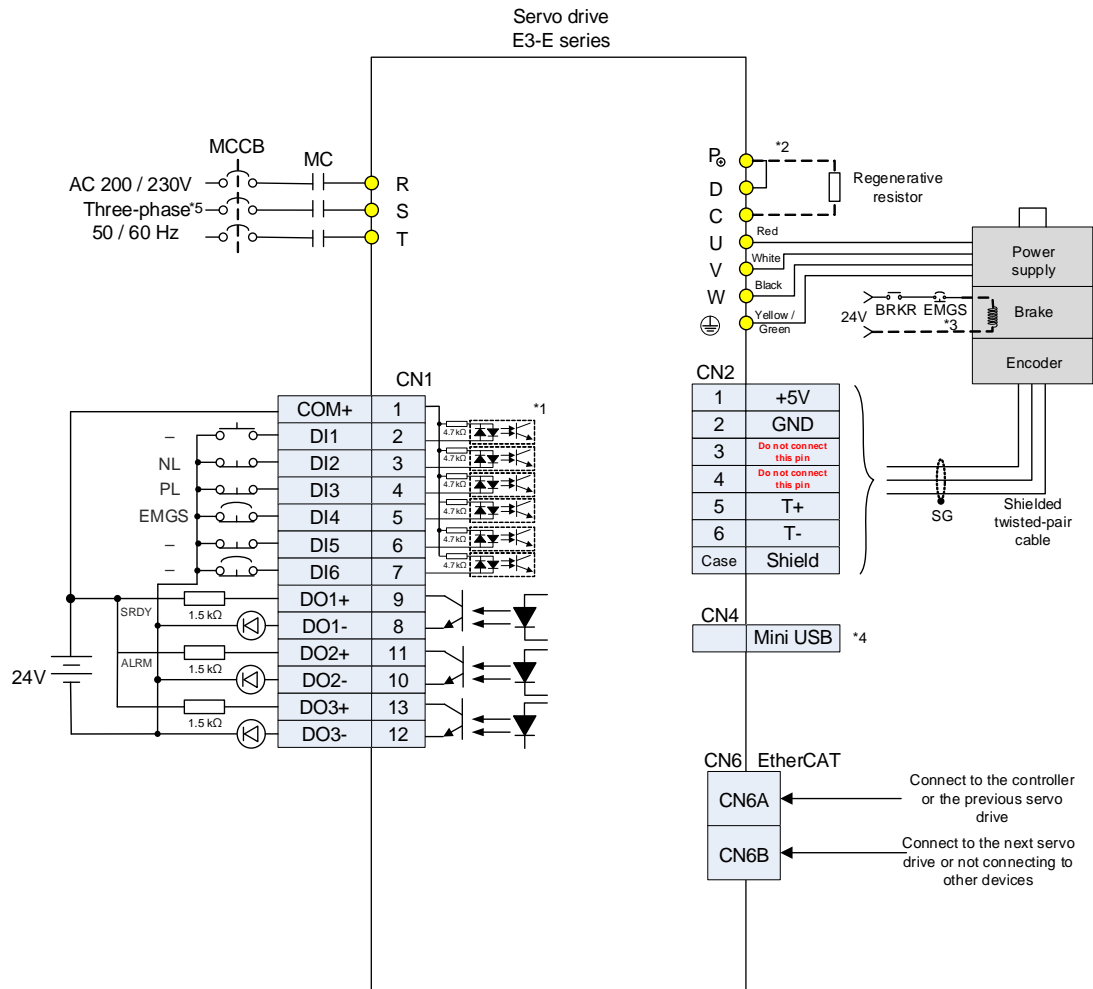 Servo drive
E3-E series
MCCB
MC
AC 200 / 230V
Three-phase*5
50 / 60 Hz
R
S
T
P⊕
*2
D
C
U
V
W
Regenerative
resistor
Red
White
Black
Yellow /
Green
Power
supply
24V
BRKR
EMGS
*3
Brake
Encoder
CN1
*1
COM+ 1
– DI1 2
NL DI2 3
PL DI3 4
EMGS DI4 5
– DI5 6
– DI6 7
4.7 kΩ
4.7 kΩ
4.7 kΩ
4.7 kΩ
4.7 kΩ
4.7 kΩ
SRDY
1.5 kΩ
DO1+ 9
DO1- 8
ALRM
1.5 kΩ
DO2+ 11
DO2- 10
24V
1.5 kΩ
DO3+ 13
DO3- 12
CN2
1 +5V
2 GND
3 Do not connect
this pin
4 Do not connect
this pin
5 T+
6 T-
Case Shield
SG
Shielded
twisted-pair
cable
CN4
Mini USB
*4
CN6 EtherCAT
CN6A
Connect to the controller
or the previous servo
drive
CN6B
Connect to the next servo
drive or not connecting to
other devices